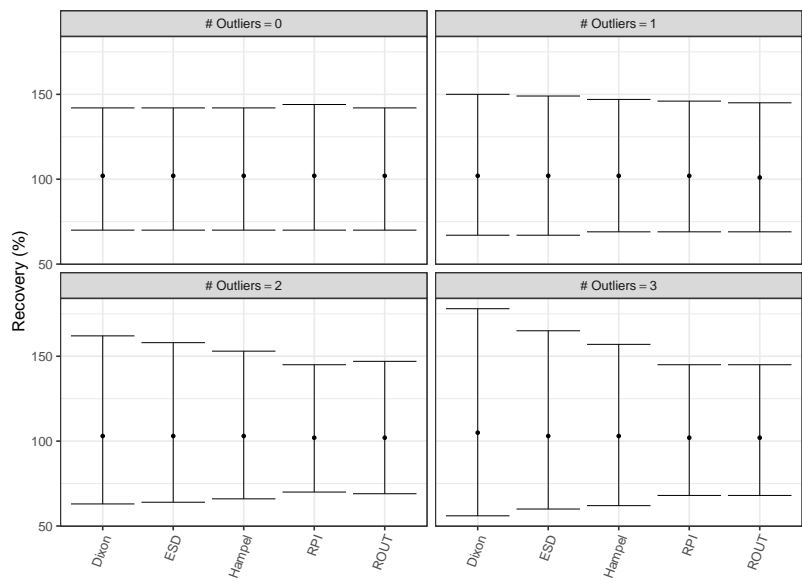 # Outliers = 0
# Outliers = 1
150
100
50
# Outliers = 2
# Outliers = 3
150
100
50
Recovery (%)
Dixon
ESD
Hampel
RPI
ROUT
Dixon
ESD
Hampel
RPI
ROUT